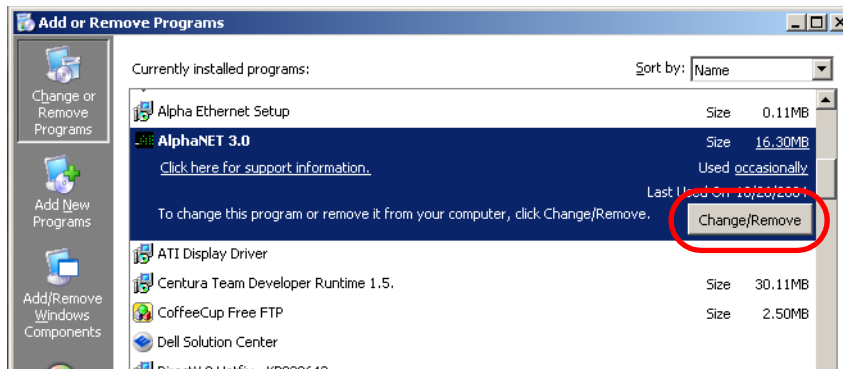 Add or Remove Programs
Change or
Remove
Programs
Add New
Programs
Add/Remove
Windows
Components
Currently installed programs:
Sort by: Name
Alpha Ethernet Setup Size 0.11MB
AlphaNET 3.0 Size 16.30MB
Click here for support information. Used occasionally
Last Used On
To change this program or remove it from your computer, click Change/Remove. Change/Remove
ATI Display Driver
Centura Team Developer Runtime 1.5. Size 30.11MB
CoffeeCup Free FTP Size 2.50MB
Dell Solution Center